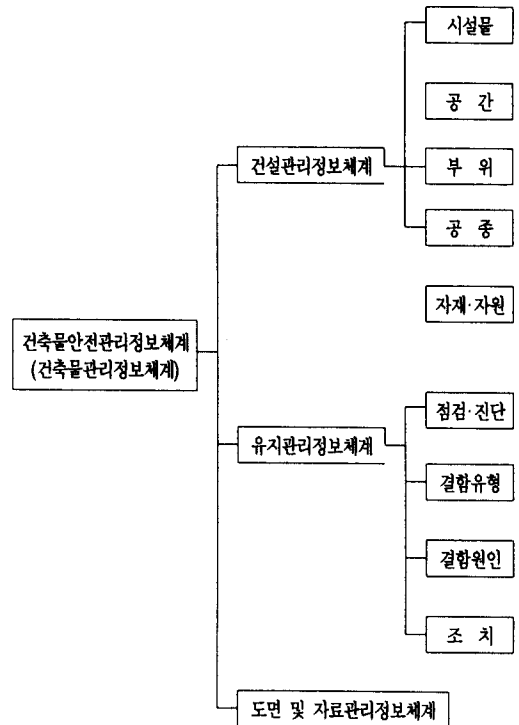 시설물
공 간
건설관리정보체계
부 위
공 종
자재·자원
건축물안전관리정보체계
(건축물관리정보체계)
점검·진단
유지관리정보체계
결함유형
결함원인
조 치
도면 및 자료관리정보체계